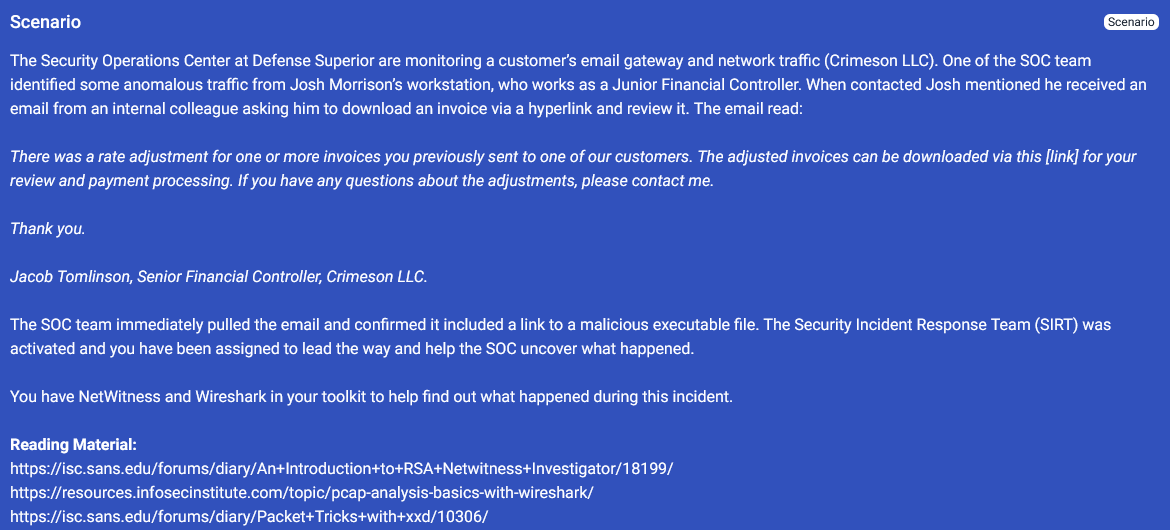 Scenario
Scenario
The Security Operations Center at Defense Superior are monitoring a customer’s email gateway and network traffic (Crimeson LLC). One of the SOC team
identified some anomalous traffic from Josh Morrison’s workstation, who works as a Junior Financial Controller. When contacted Josh mentioned he received an
email from an internal colleague asking him to download an invoice via a hyperlink and review it. The email read:
There was a rate adjustment for one or more invoices you previously sent to one of our customers. The adjusted invoices can be downloaded via this [link] for your
review and payment processing. If you have any questions about the adjustments, please contact me.
Thank you.
Jacob Tomlinson, Senior Financial Controller, Crimeson LLC.
The SOC team immediately pulled the email and confirmed it included a link to a malicious executable file. The Security Incident Response Team (SIRT) was
activated and you have been assigned to lead the way and help the SOC uncover what happened.
You have NetWitness and Wireshark in your toolkit to help find out what happened during this incident.
Reading Material:
https://isc.sans.edu/forums/diary/An+Introduction+to+RSA+Netwitness+Investigator/18199/
https://resources.infosecinstitute.com/topic/pcap-analysis-basics-with-wireshark/
https://isc.sans.edu/forums/diary/Packet+Tricks+with+xxd/10306/